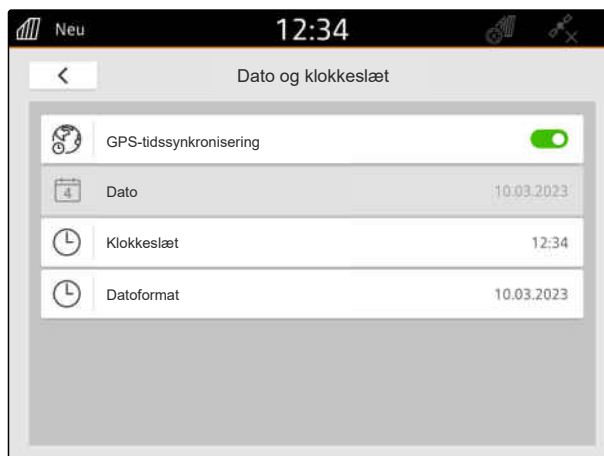 Neu 12:34
Dato og klokkeslæt
GPS-tidssynkronisering
4 Dato 10.03.2023
Klokkeslæt 12:34
Datoformat 10.03.2023